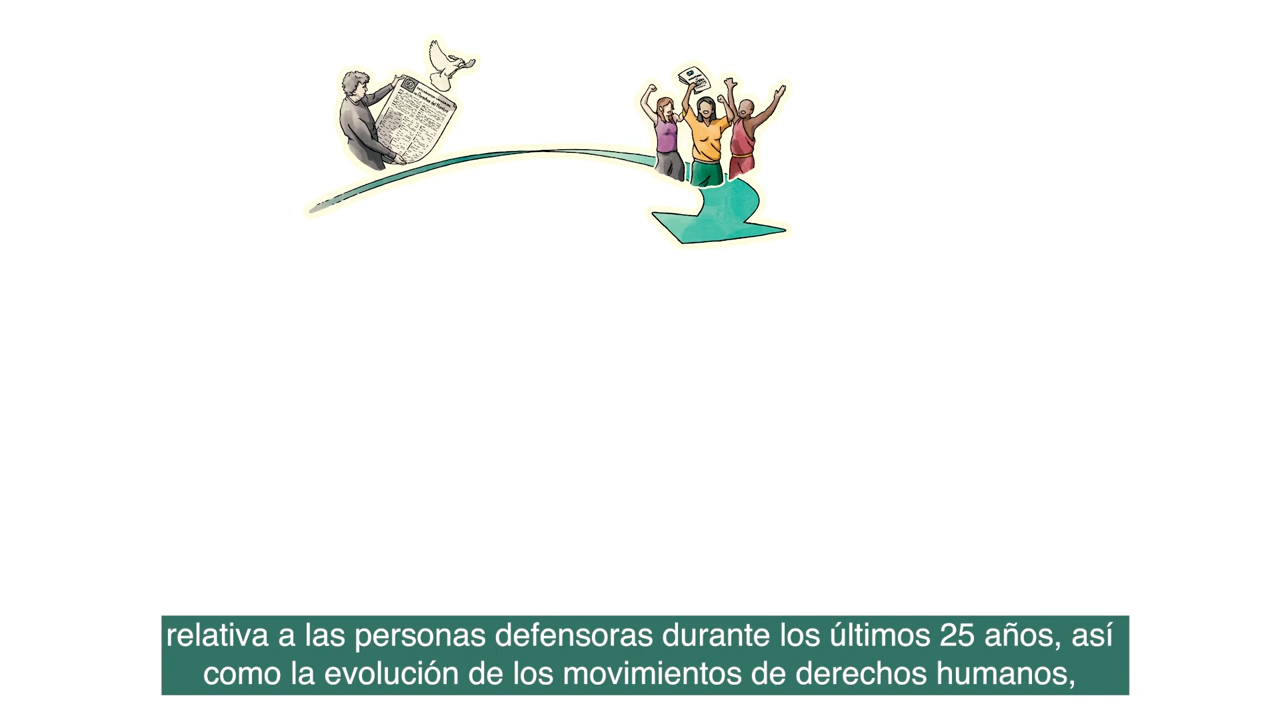 relativa a las personas defensoras durante los últimos 25 años, así
como la evolución de los movimientos de derechos humanos,